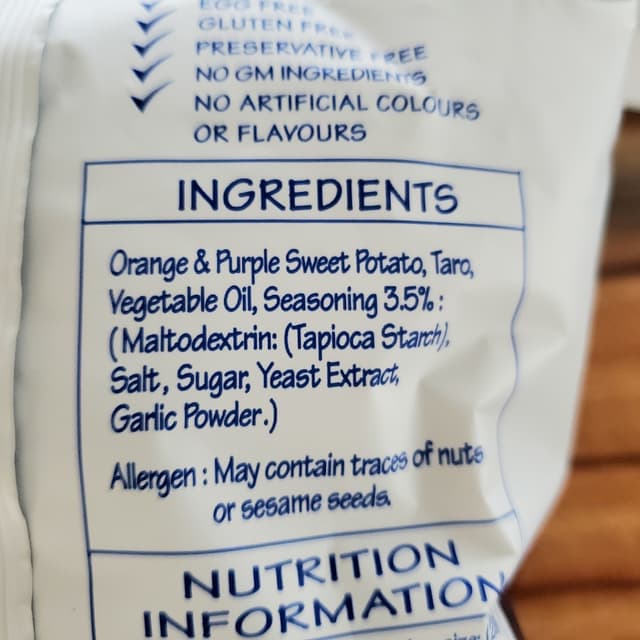 EGG FREE
GLUTEN FREE
PRESERVATIVE FREE
NO GM INGREDIENTS
NO ARTIFICIAL COLOURS
OR FLAVOURS
INGREDIENTS
Orange & Purple Sweet Potato, Taro,
Vegetable Oil, Seasoning 3.5% :
(Maltodextrin: (Tapioca Starch),
Salt, Sugar, Yeast Extract,
Garlic Powder.)
Allergen : May contain traces of nuts
or sesame seeds.
NUTRITION
INFORMATION